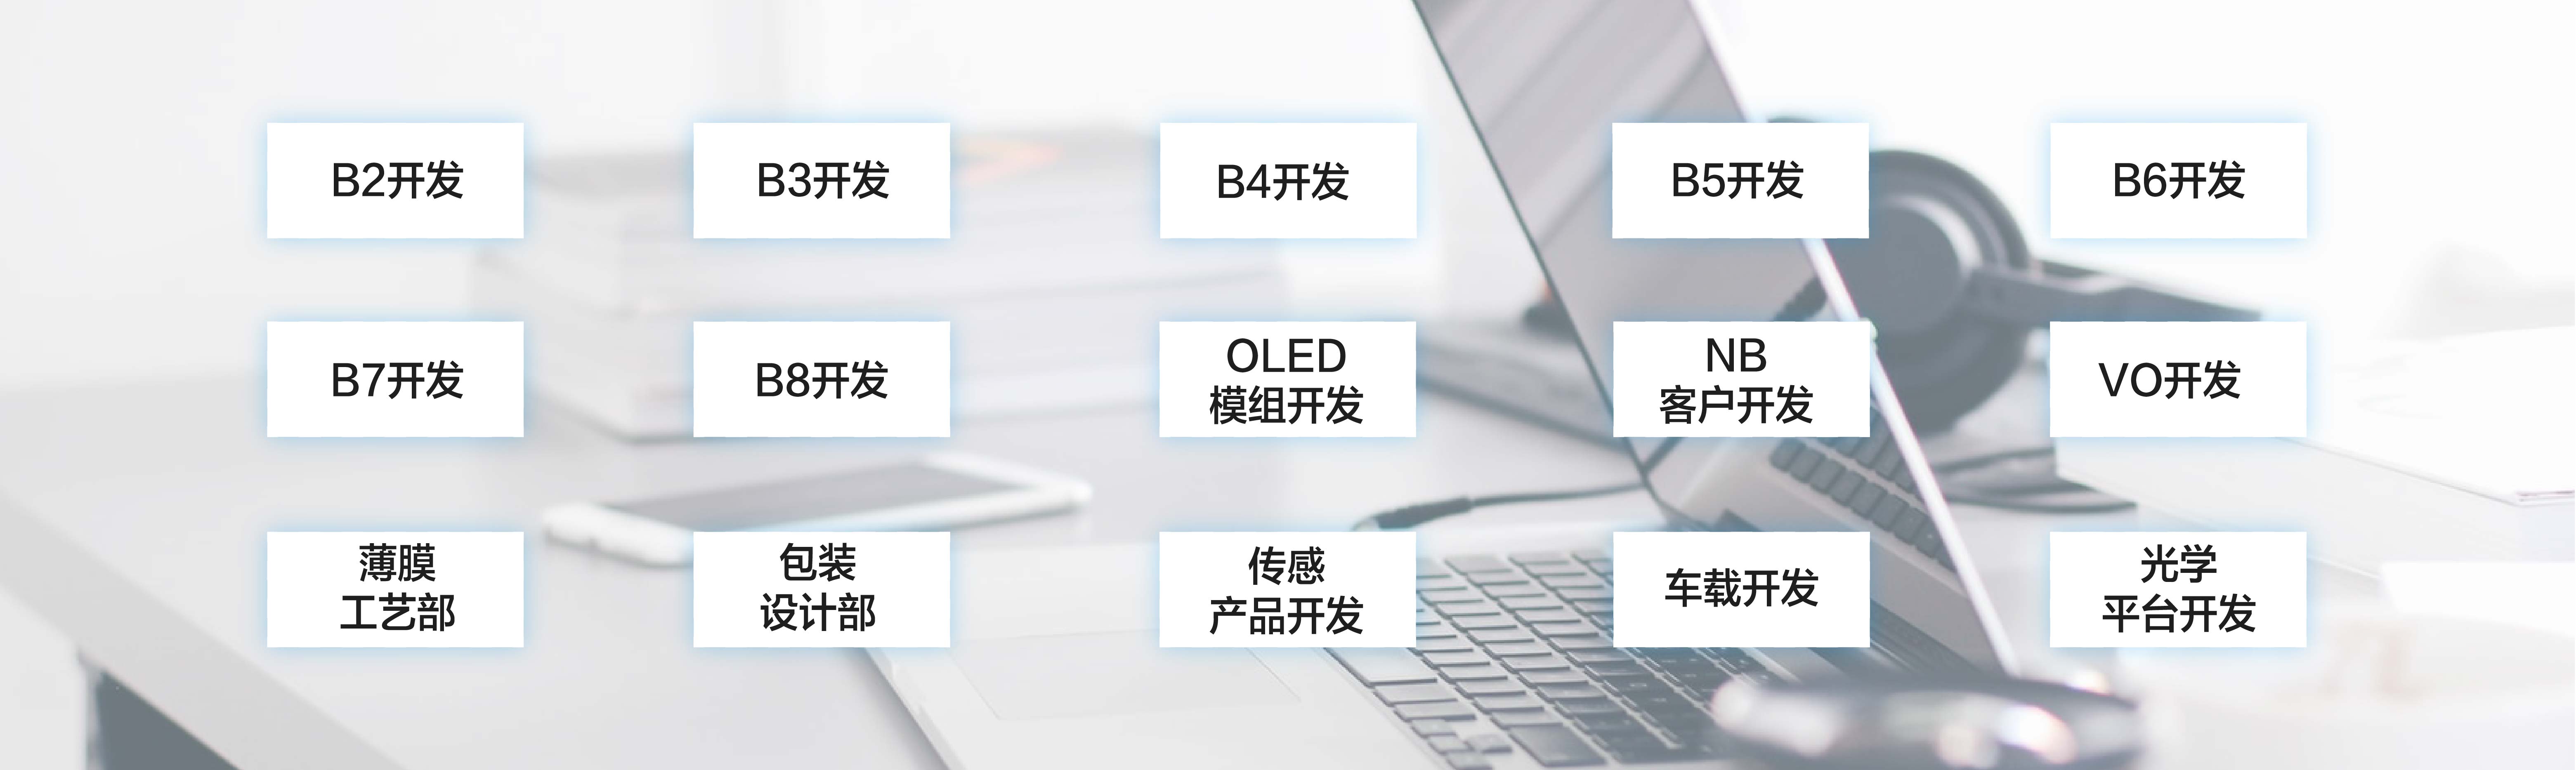 B2开发
B3开发
B4开发
B5开发
B6开发
B7开发
B8开发
OLED
模组开发
NB
客户开发
VO开发
薄膜
工艺部
包装
设计部
传感
产品开发
车载开发
光学
平台开发